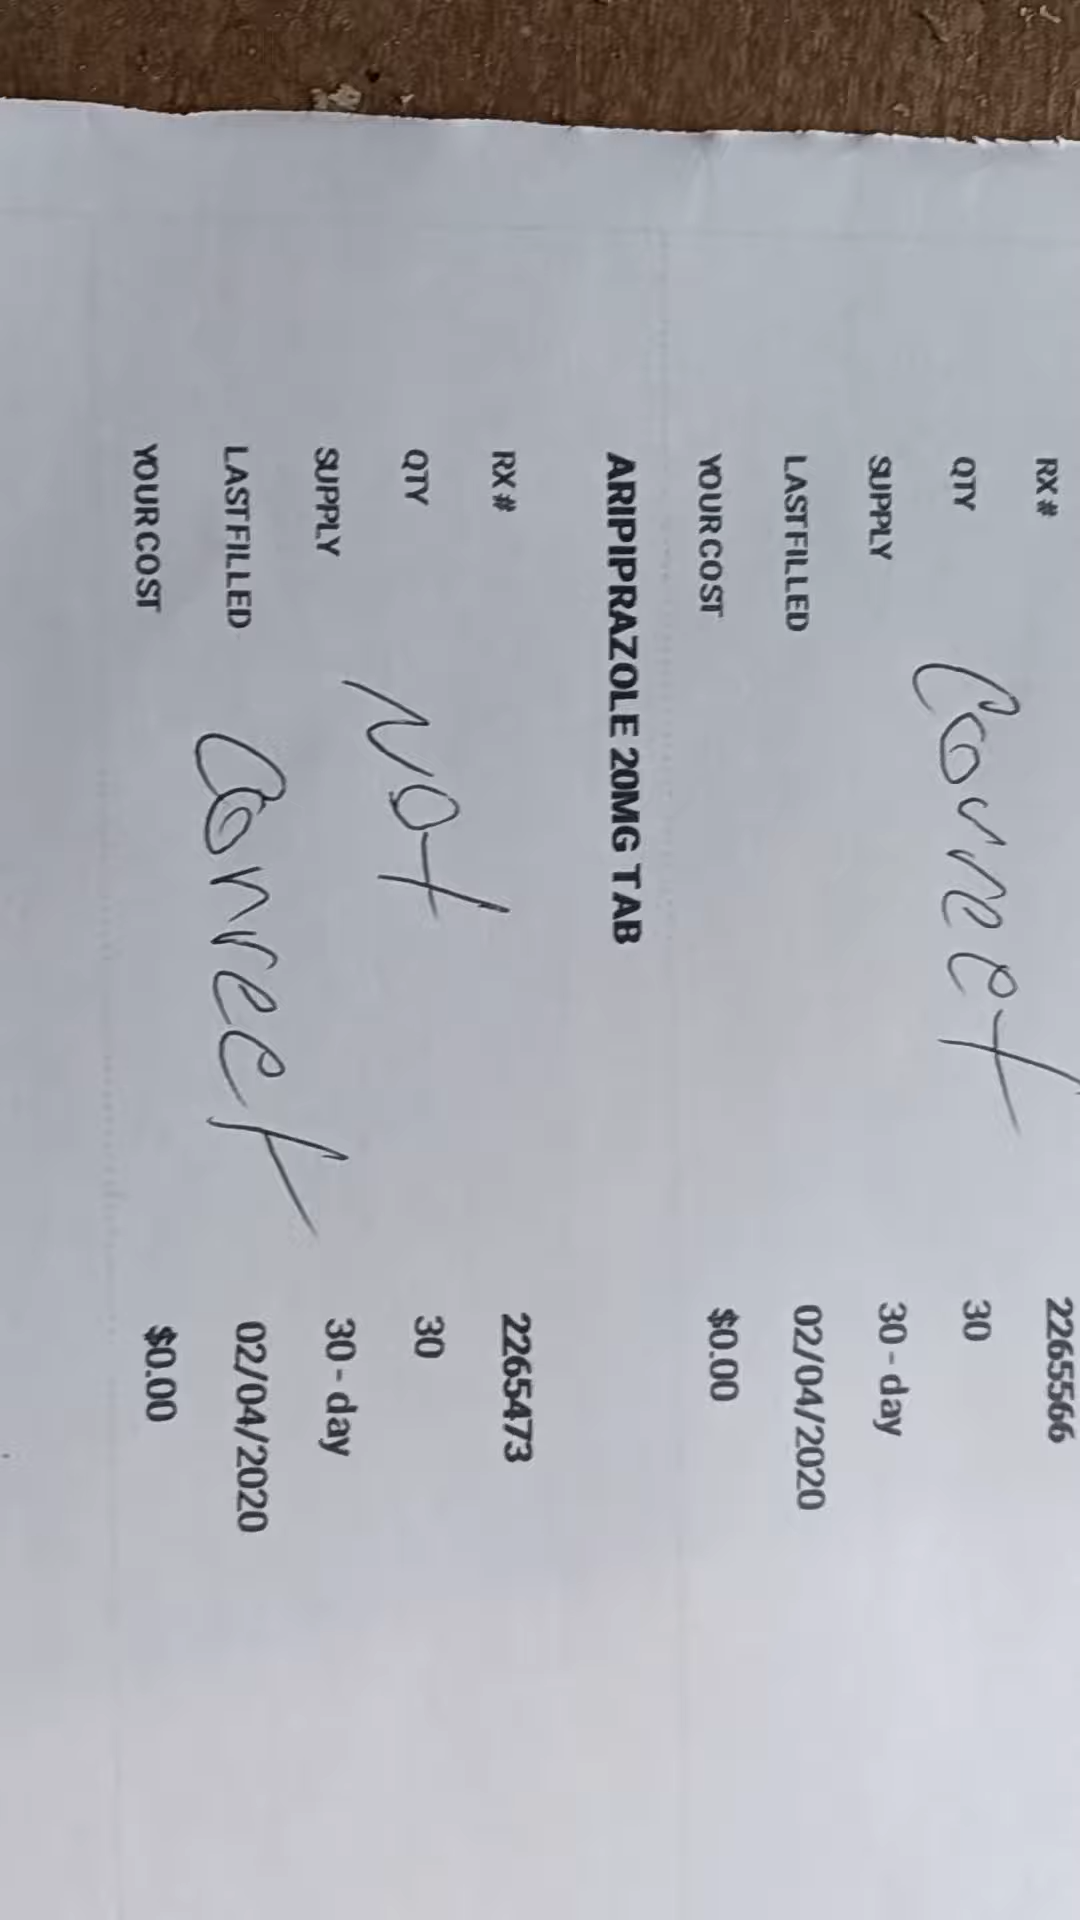 RX # 2265566
QTY 30
Correct
SUPPLY 30 - day
LAST FILLED 02/04/2020
YOUR COST $0.00
ARIPIPRAZOLE 20MG TAB
RX # 2265473
QTY 30
Not
SUPPLY 30 - day
LAST FILLED 02/04/2020
Correct
YOUR COST $0.00